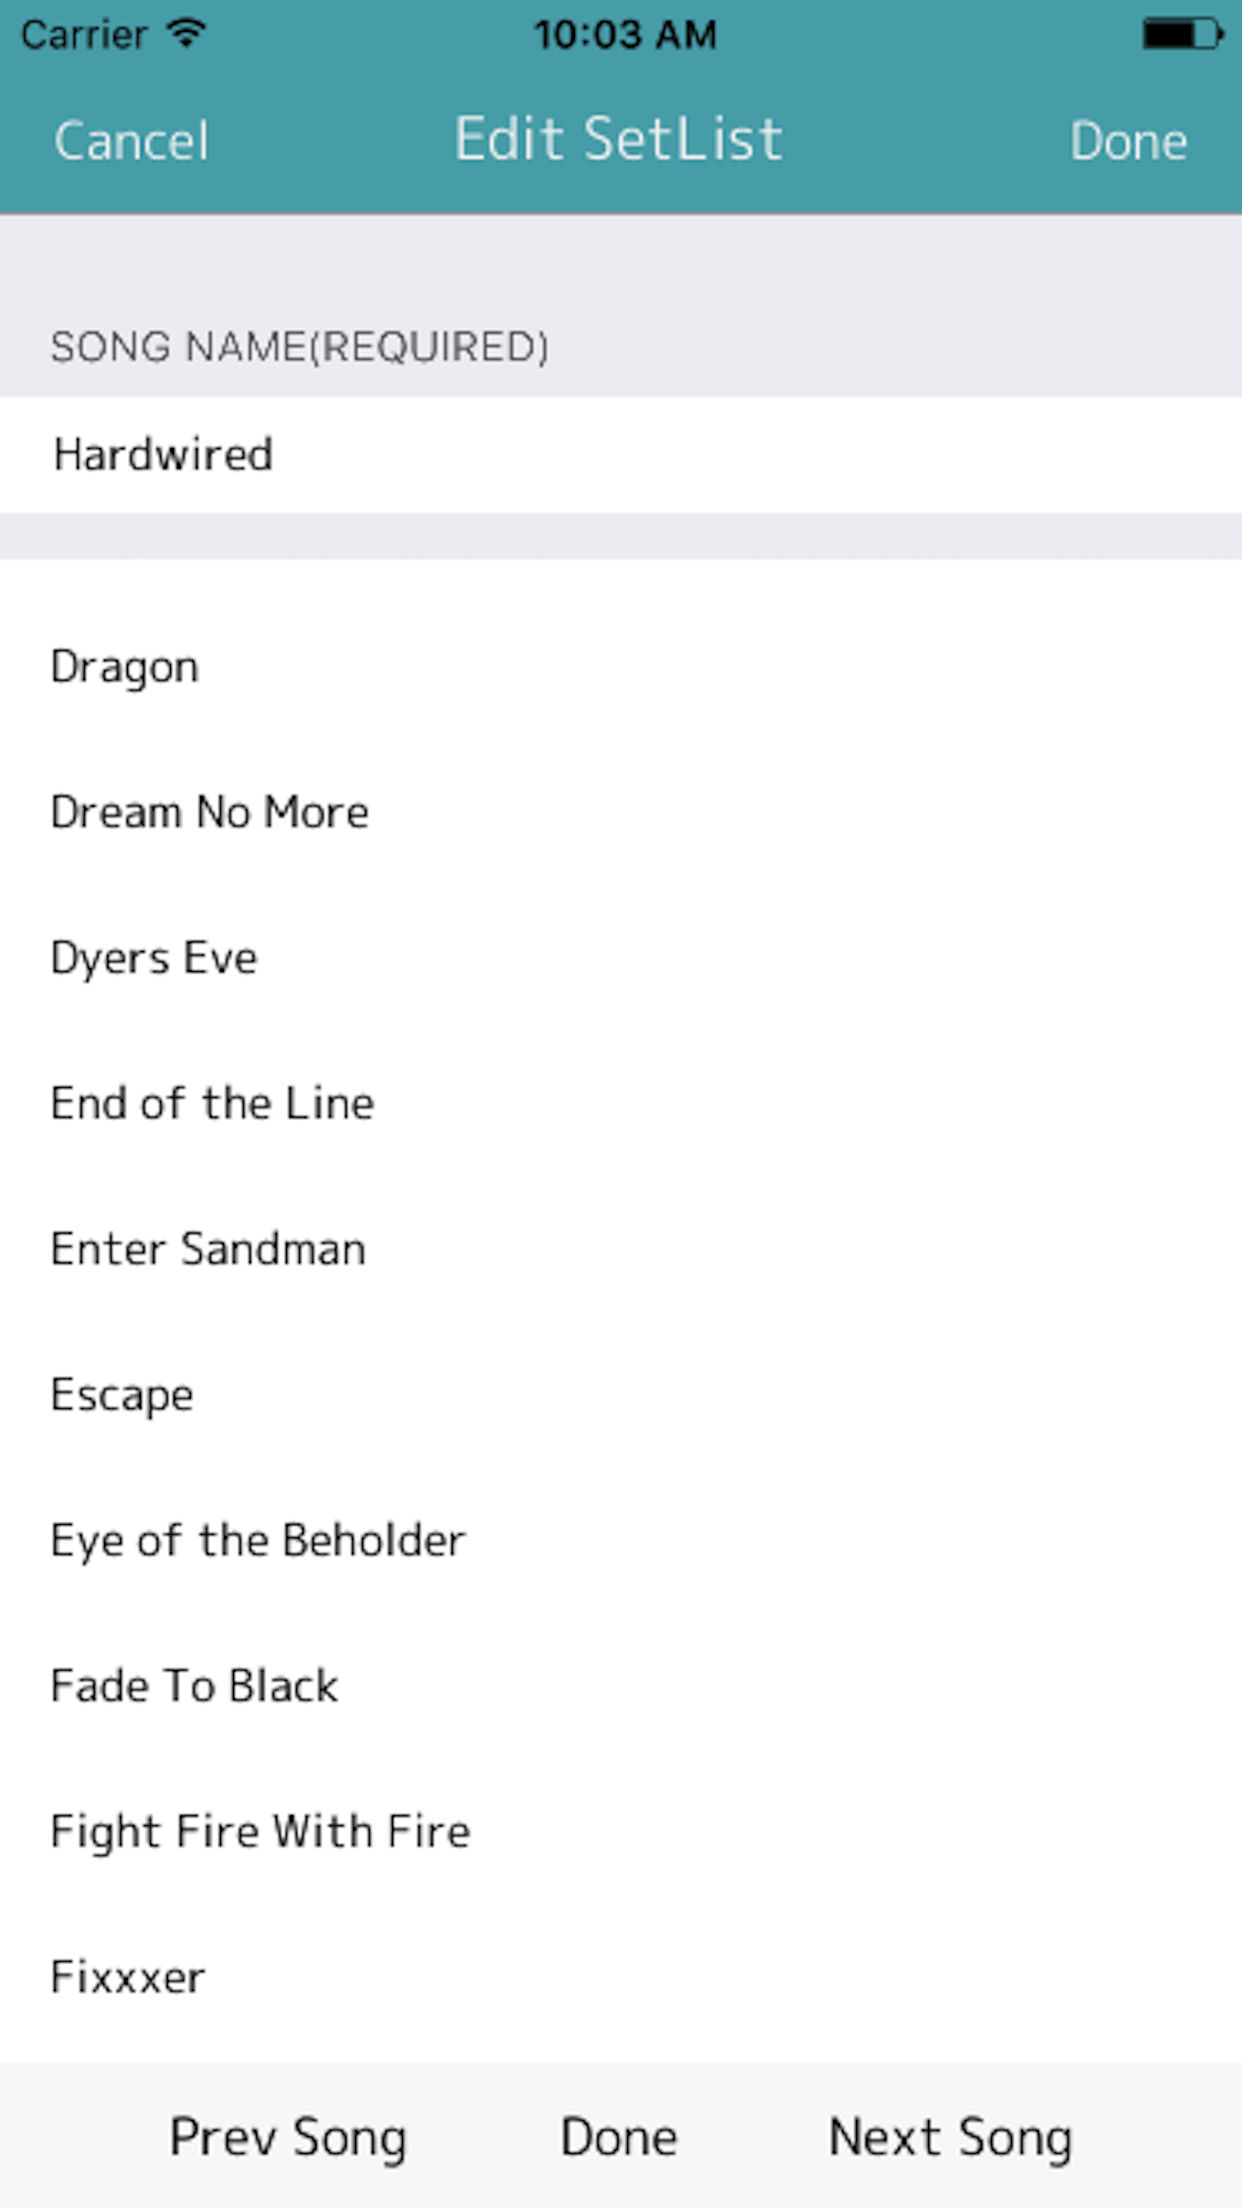 Carrier 10:03 AM
Cancel Edit SetList Done
SONG NAME(REQUIRED)
Hardwired
Dragon
Dream No More
Dyers Eve
End of the Line
Enter Sandman
Escape
Eye of the Beholder
Fade To Black
Fight Fire With Fire
Fixxxer
Prev Song Done Next Song